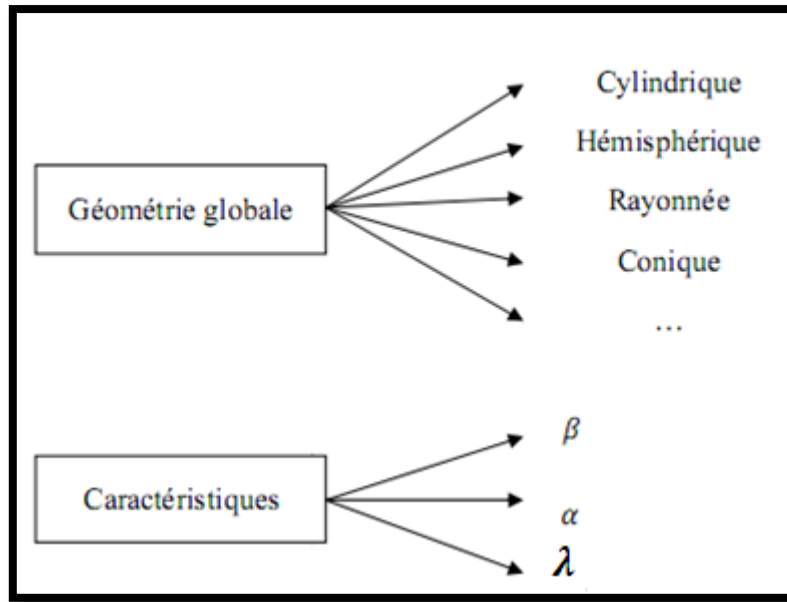 Géométrie globale
Cylindrique
Hémisphérique
Rayonnée
Conique
...
Caractéristiques
β
α
λ